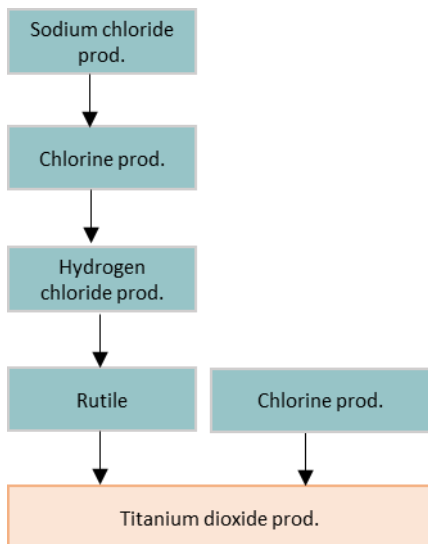 Sodium chloride
prod.
Chlorine prod.
Hydrogen
chloride prod.
Rutile
Chlorine prod.
Titanium dioxide prod.